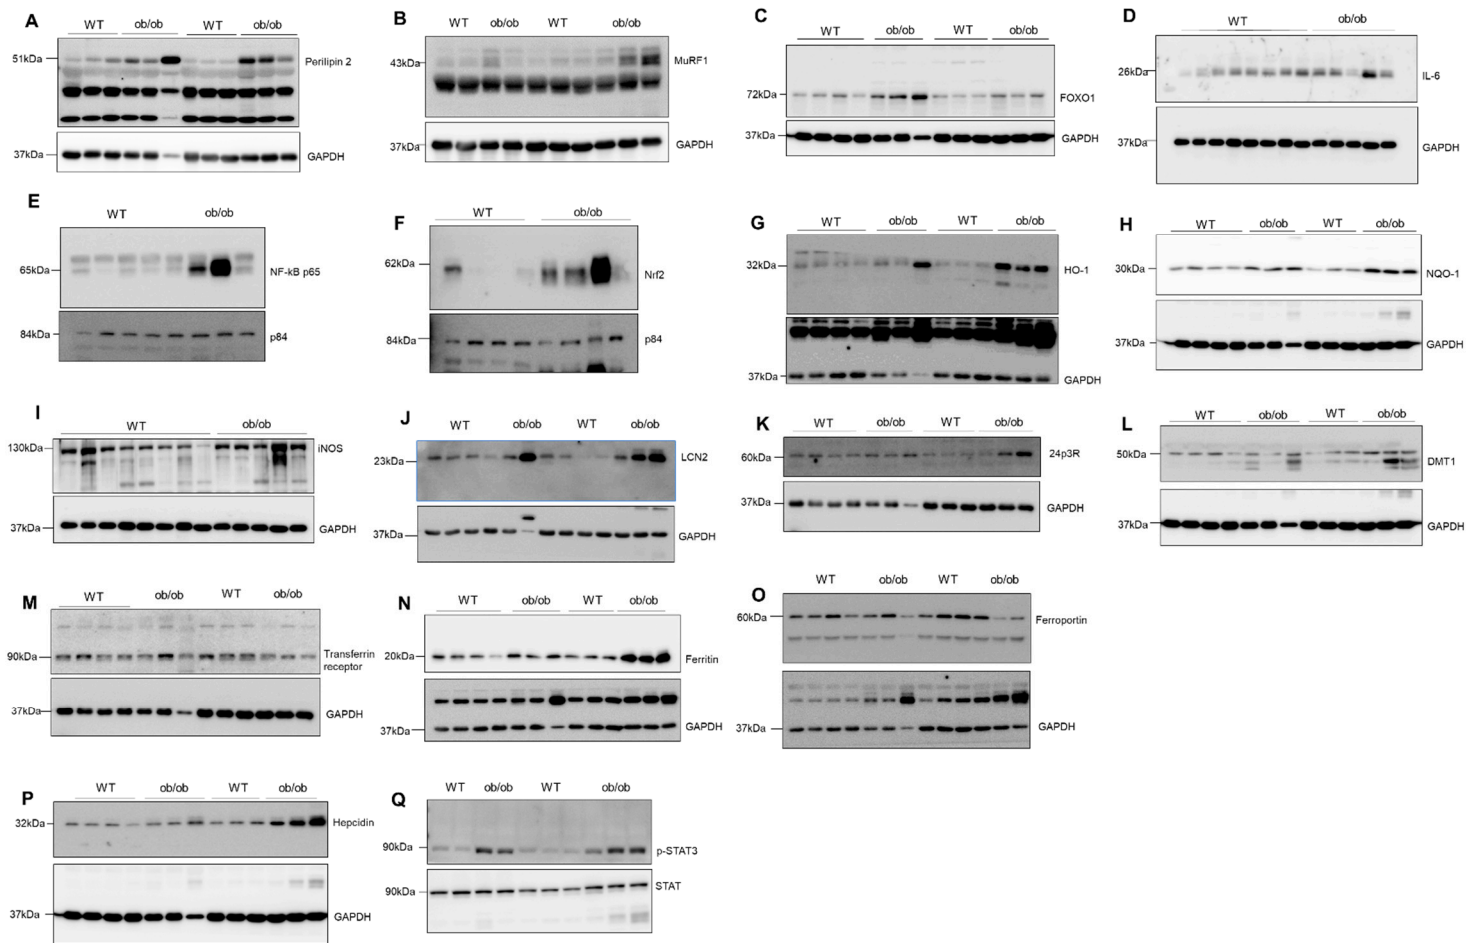 A
WT ob/ob WT ob/ob
51kDa
Perilipin 2
37kDa
GAPDH
B
WT ob/ob WT ob/ob
43kDa
MuRF1
37kDa
GAPDH
C
WT ob/ob WT ob/ob
72kDa
FOXO1
37kDa
GAPDH
D
WT ob/ob
26kDa
IL-6
37kDa
GAPDH
E
WT ob/ob
65kDa
NF-kB p65
84kDa
p84
F
WT ob/ob
62kDa
Nrf2
84kDa
p84
G
WT ob/ob WT ob/ob
32kDa
HO-1
37kDa
GAPDH
H
WT ob/ob WT ob/ob
30kDa
NQO-1
37kDa
GAPDH
I
WT ob/ob
130kDa
iNOS
37kDa
GAPDH
J
WT ob/ob WT ob/ob
23kDa
LCN2
37kDa
GAPDH
K
WT ob/ob WT ob/ob
60kDa
24p3R
37kDa
GAPDH
L
WT ob/ob WT ob/ob
50kDa
DMT1
37kDa
GAPDH
M
WT ob/ob WT ob/ob
90kDa
Transferrin
receptor
37kDa
GAPDH
N
WT ob/ob WT ob/ob
20kDa
Ferritin
37kDa
GAPDH
O
WT ob/ob WT ob/ob
60kDa
Ferroportin
37kDa
GAPDH
P
WT ob/ob WT ob/ob
32kDa
Hepcidin
37kDa
GAPDH
Q
WT ob/ob WT ob/ob
90kDa
p-STAT3
90kDa
STAT